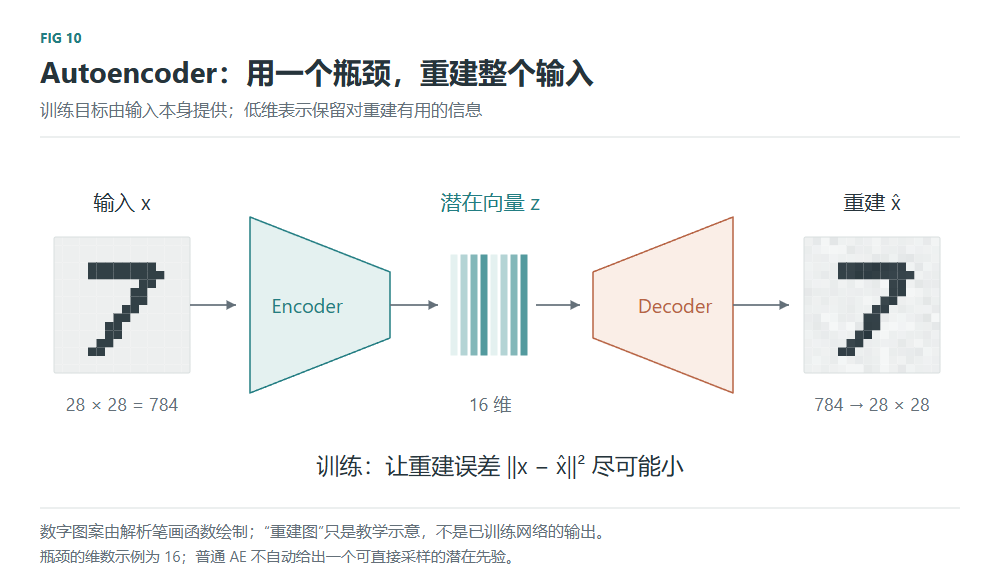 FIG 10
Autoencoder：用一个瓶颈，重建整个输入
训练目标由输入本身提供；低维表示保留对重建有用的信息
输入 x
潜在向量 z
重建 x̂
Encoder
Decoder
28 × 28 = 784
16 维
784 → 28 × 28
训练：让重建误差 ||x − x̂||² 尽可能小
数字图案由解析笔画函数绘制；“重建图”只是教学示意，不是已训练网络的输出。
瓶颈的维数示例为 16；普通 AE 不自动给出一个可直接采样的潜在先验。